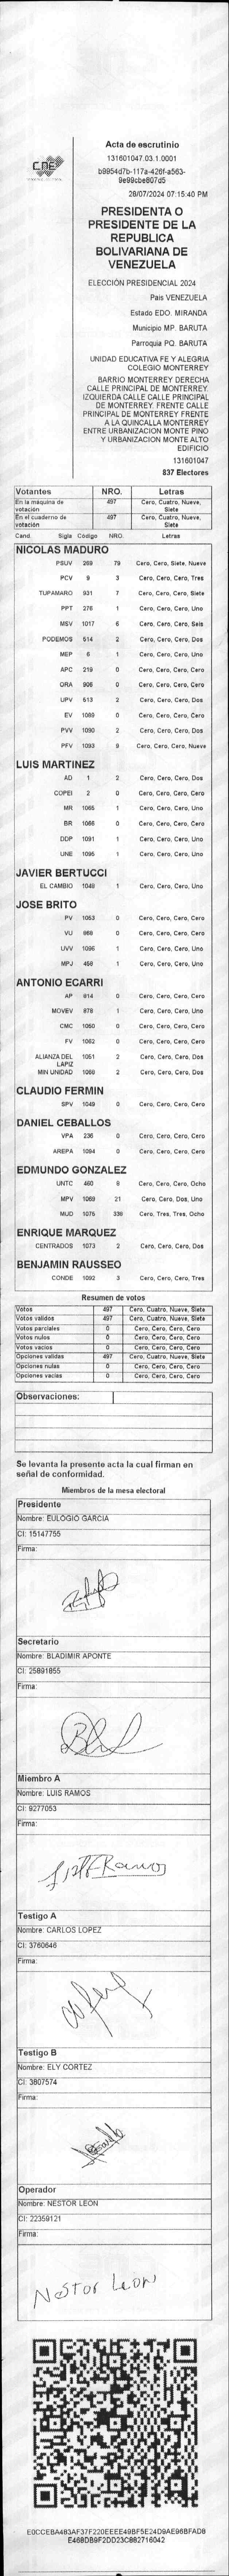 CNE
Acta de escrutinio
131601047.03.1.0001
b9954d7b-117a-426f-a563-
9e99cbe807d5
28/07/2024 07:15:40 PM
PRESIDENTA O
PRESIDENTE DE LA
REPUBLICA
BOLIVARIANA DE
VENEZUELA
ELECCIÓN PRESIDENCIAL 2024
Pais VENEZUELA
Estado EDO. MIRANDA
Municipio MP. BARUTA
Parroquia PQ. BARUTA
UNIDAD EDUCATIVA FE Y ALEGRIA
COLEGIO MONTERREY
BARRIO MONTERREY DERECHA
CALLE PRINCIPAL DE MONTERREY.
IZQUIERDA CALLE CALLE PRINCIPAL
DE MONTERREY. FRENTE CALLE
PRINCIPAL DE MONTERREY FRENTE
A LA QUINCALLA MONTERREY
ENTRE URBANIZACION MONTE PINO
Y URBANIZACION MONTE ALTO
EDIFICIO
131601047
837 Electores
Votantes NRO. Letras
En la máquina de votación 497 Cero, Cuatro, Nueve, Siete
En el cuaderno de votación 497 Cero, Cuatro, Nueve, Siete
Cand. Sigla Código NRO. Letras
NICOLAS MADURO
PSUV 268 79 Cero, Cero, Siete, Nueve
PCV 9 3 Cero, Cero, Cero, Tres
TUPAMARO 931 7 Cero, Cero, Cero, Siete
PPT 276 1 Cero, Cero, Cero, Uno
MSV 1017 6 Cero, Cero, Cero, Seis
PODEMOS 514 2 Cero, Cero, Cero, Dos
MEP 6 1 Cero, Cero, Cero, Uno
APC 219 0 Cero, Cero, Cero, Cero
ORA 906 0 Cero, Cero, Cero, Cero
UPV 613 2 Cero, Cero, Cero, Dos
EV 1089 0 Cero, Cero, Cero, Cero
PVV 1090 2 Cero, Cero, Cero, Dos
PFV 1093 9 Cero, Cero, Cero, Nueve
LUIS MARTINEZ
AD 1 2 Cero, Cero, Cero, Dos
COPEI 2 0 Cero, Cero, Cero, Cero
MR 1065 1 Cero, Cero, Cero, Uno
BR 1066 0 Cero, Cero, Cero, Cero
DDP 1091 1 Cero, Cero, Cero, Uno
UNE 1095 1 Cero, Cero, Cero, Uno
JAVIER BERTUCCI
EL CAMBIO 1048 1 Cero, Cero, Cero, Uno
JOSE BRITO
PV 1053 0 Cero, Cero, Cero, Cero
VU 868 0 Cero, Cero, Cero, Cero
UVV 1096 1 Cero, Cero, Cero, Uno
MPJ 458 1 Cero, Cero, Cero, Uno
ANTONIO ECARRI
AP 814 0 Cero, Cero, Cero, Cero
MOVEV 878 1 Cero, Cero, Cero, Uno
CMC 1060 0 Cero, Cero, Cero, Cero
FV 1062 0 Cero, Cero, Cero, Cero
ALIANZA DEL LAPIZ 1051 2 Cero, Cero, Cero, Dos
MIN UNIDAD 1069 2 Cero, Cero, Cero, Dos
CLAUDIO FERMIN
SPV 1049 0 Cero, Cero, Cero, Cero
DANIEL CEBALLOS
VPA 236 0 Cero, Cero, Cero, Cero
AREPA 1094 0 Cero, Cero, Cero, Cero
EDMUNDO GONZALEZ
UNTC 460 8 Cero, Cero, Cero, Ocho
MPV 1069 21 Cero, Cero, Dos, Uno
MUD 1075 338 Cero, Tres, Tres, Ocho
ENRIQUE MARQUEZ
CENTRADOS 1073 2 Cero, Cero, Cero, Dos
BENJAMIN RAUSSEO
CONDE 1092 3 Cero, Cero, Cero, Tres
Resumen de votos
Votos 497 Cero, Cuatro, Nueve, Siete
Votos validos 497 Cero, Cuatro, Nueve, Siete
Votos parciales 0 Cero, Cero, Cero, Cero
Votos nulos 0 Cero, Cero, Cero, Cero
Votos vacios 0 Cero, Cero, Cero, Cero
Opciones validas 497 Cero, Cuatro, Nueve, Siete
Opciones nulas 0 Cero, Cero, Cero, Cero
Opciones vacias 0 Cero, Cero, Cero, Cero
Observaciones:
Se levanta la presente acta la cual firman en
señal de conformidad.
Miembros de la mesa electoral
Presidente
Nombre: EULOGIO GARCIA
CI: 15147755
Firma:
Secretario
Nombre: BLADIMIR APONTE
CI: 25891855
Firma:
Miembro A
Nombre: LUIS RAMOS
CI: 9277053
Firma:
Ramos
Testigo A
Nombre: CARLOS LOPEZ
CI: 3760646
Firma:
Testigo B
Nombre: ELY CORTEZ
CI: 3807574
Firma:
Operador
Nombre: NESTOR LEON
CI: 22359121
Firma:
Nestor Leon
E0CCEBA483AF37F220EEEE49BF5E24D9AE96BFAD8
E468DB9F2DD23C882716042